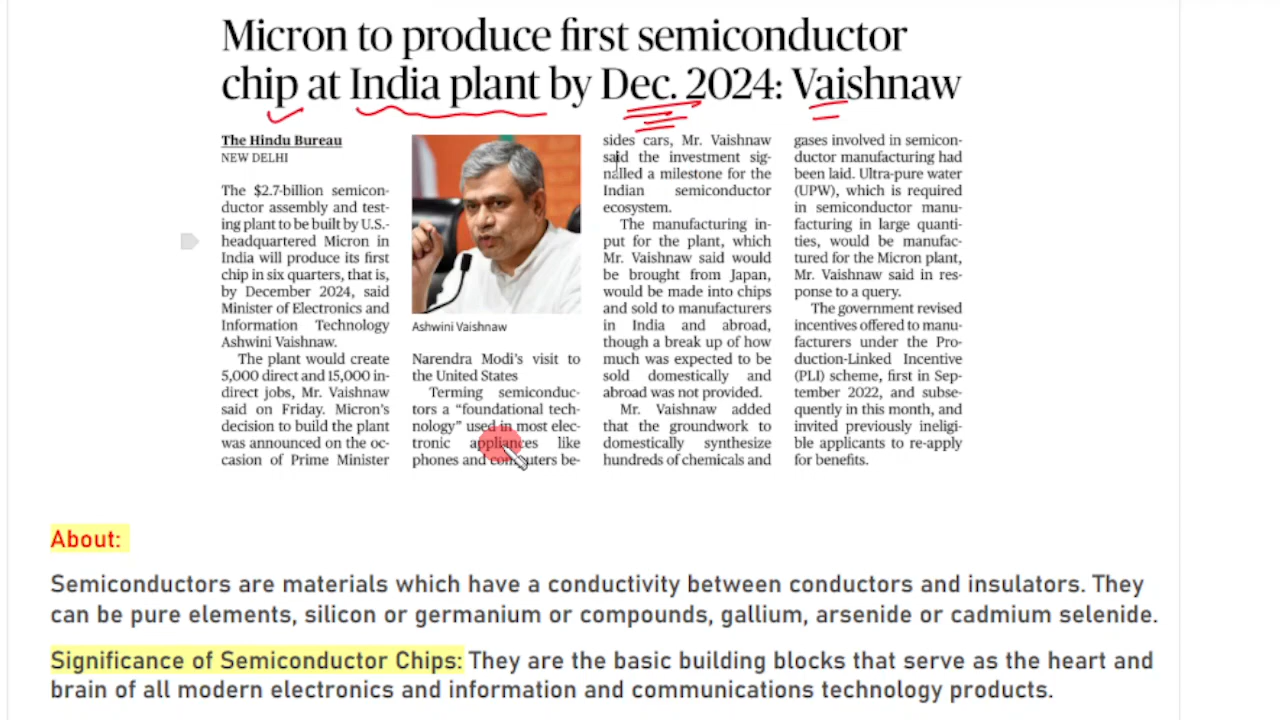 Micron to produce first semiconductor
chip at India plant by Dec. 2024: Vaishnaw
The Hindu Bureau
NEW DELHI
The $2.7-billion semicon-
ductor assembly and test-
ing plant to be built by U.S.-
headquartered Micron in
India will produce its first
chip in six quarters, that is,
by December 2024, said
Minister of Electronics and
Information Technology
Ashwini Vaishnaw.
The plant would create
5,000 direct and 15,000 in-
direct jobs, Mr. Vaishnaw
said on Friday. Micron's
decision to build the plant
was announced on the oc-
casion of Prime Minister
Ashwini Vaishnaw
Narendra Modi's visit to
the United States
Terming semiconduc-
tors a “foundational tech-
nology” used in most elec-
tronic appliances like
phones and computers be-
sides cars, Mr. Vaishnaw
said the investment sig-
nalled a milestone for the
Indian semiconductor
ecosystem.
The manufacturing in-
put for the plant, which
Mr. Vaishnaw said would
be brought from Japan,
would be made into chips
and sold to manufacturers
in India and abroad,
though a break up of how
much was expected to be
sold domestically and
abroad was not provided.
Mr. Vaishnaw added
that the groundwork to
domestically synthesize
hundreds of chemicals and
gases involved in semicon-
ductor manufacturing had
been laid. Ultra-pure water
(UPW), which is required
in semiconductor manu-
facturing in large quanti-
ties, would be manufac-
tured for the Micron plant,
Mr. Vaishnaw said in res-
ponse to a query.
The government revised
incentives offered to manu-
facturers under the Pro-
duction-Linked Incentive
(PLI) scheme, first in Sep-
tember 2022, and subse-
quently in this month, and
invited previously ineligi-
ble applicants to re-apply
for benefits.
About:
Semiconductors are materials which have a conductivity between conductors and insulators. They
can be pure elements, silicon or germanium or compounds, gallium, arsenide or cadmium selenide.
Significance of Semiconductor Chips: They are the basic building blocks that serve as the heart and
brain of all modern electronics and information and communications technology products.